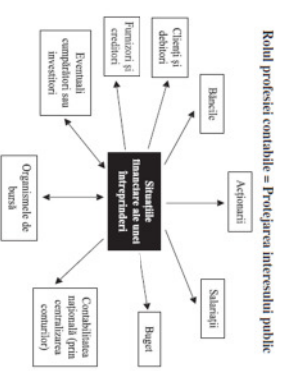 Rolul profesiei contabile = Protejarea interesului public
Acționarii
Băncile
Salariații
Clienți și
debitori
Furnizori și
creditori
Situațiile
financiare ale unei
întreprinderi
Buget
Eventuali
cumpărători sau
investitori
Organismele de
bursă
Contabilitatea
națională (prin
centralizarea
conturilor)